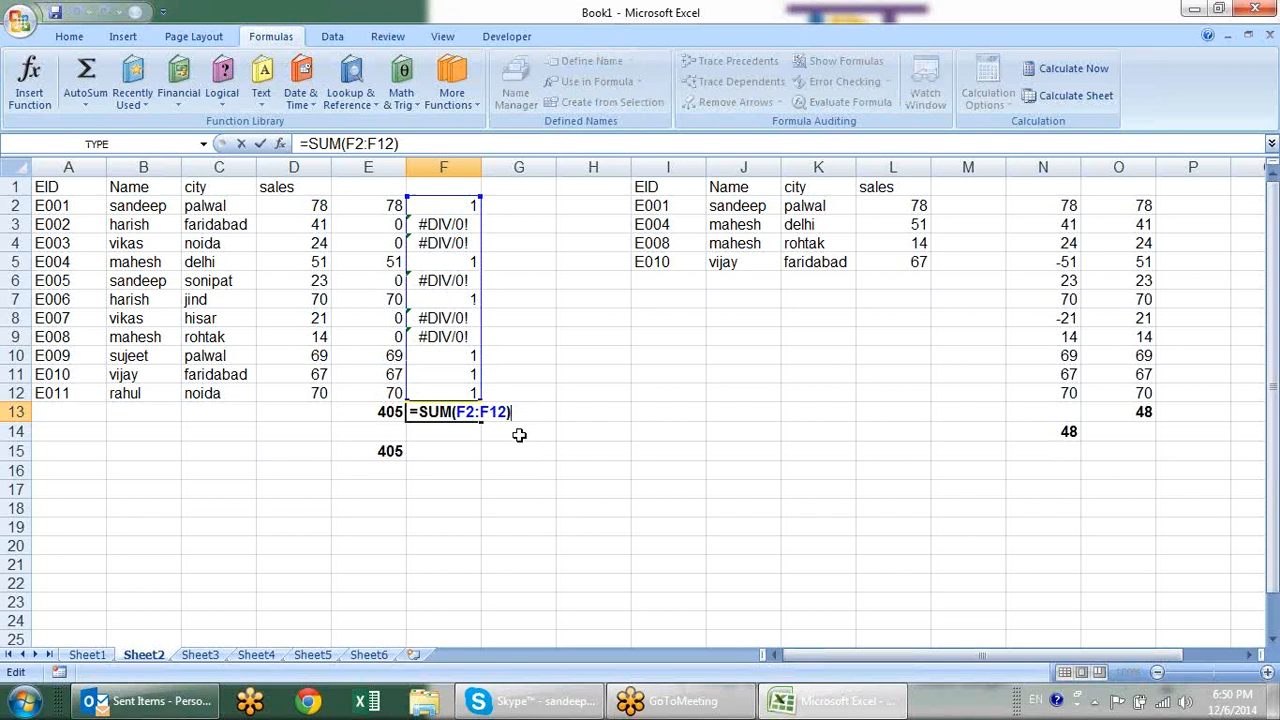 Book1 - Microsoft Excel
Home Insert Page Layout Formulas Data Review View Developer
Insert Function
AutoSum
Recently Used
Financial
Logical
Text
Date & Time
Lookup & Reference
Math & Trig
More Functions
Function Library
Name Manager
Define Name
Use in Formula
Create from Selection
Defined Names
Trace Precedents
Trace Dependents
Remove Arrows
Show Formulas
Error Checking
Evaluate Formula
Formula Auditing
Watch Window
Calculation Options
Calculate Now
Calculate Sheet
Calculation
TYPE =SUM(F2:F12)
A B C D E F G H I J K L M N O P
1 EID Name city sales EID Name city sales
2 E001 sandeep palwal 78 78 1 E001 sandeep palwal 78 78 78
3 E002 harish faridabad 41 0 #DIV/0! E004 mahesh delhi 51 41 41
4 E003 vikas noida 24 0 #DIV/0! E008 mahesh rohtak 14 24 24
5 E004 mahesh delhi 51 51 1 E010 vijay faridabad 67 -51 51
6 E005 sandeep sonipat 23 0 #DIV/0! 23 23
7 E006 harish jind 70 70 1 70 70
8 E007 vikas hisar 21 0 #DIV/0! -21 21
9 E008 mahesh rohtak 14 0 #DIV/0! 14 14
10 E009 sujeet palwal 69 69 1 69 69
11 E010 vijay faridabad 67 67 1 67 67
12 E011 rahul noida 70 70 1 70 70
13 405 =SUM(F2:F12) 48
14 48
15 405
16
17
18
19
20
21
22
23
24
25
Sheet1 Sheet2 Sheet3 Sheet4 Sheet5 Sheet6
Edit 100%
Sent Items - Perso... Skype™ - sandeep... GoToMeeting Microsoft Excel - ... EN 6:50 PM
12/6/2014